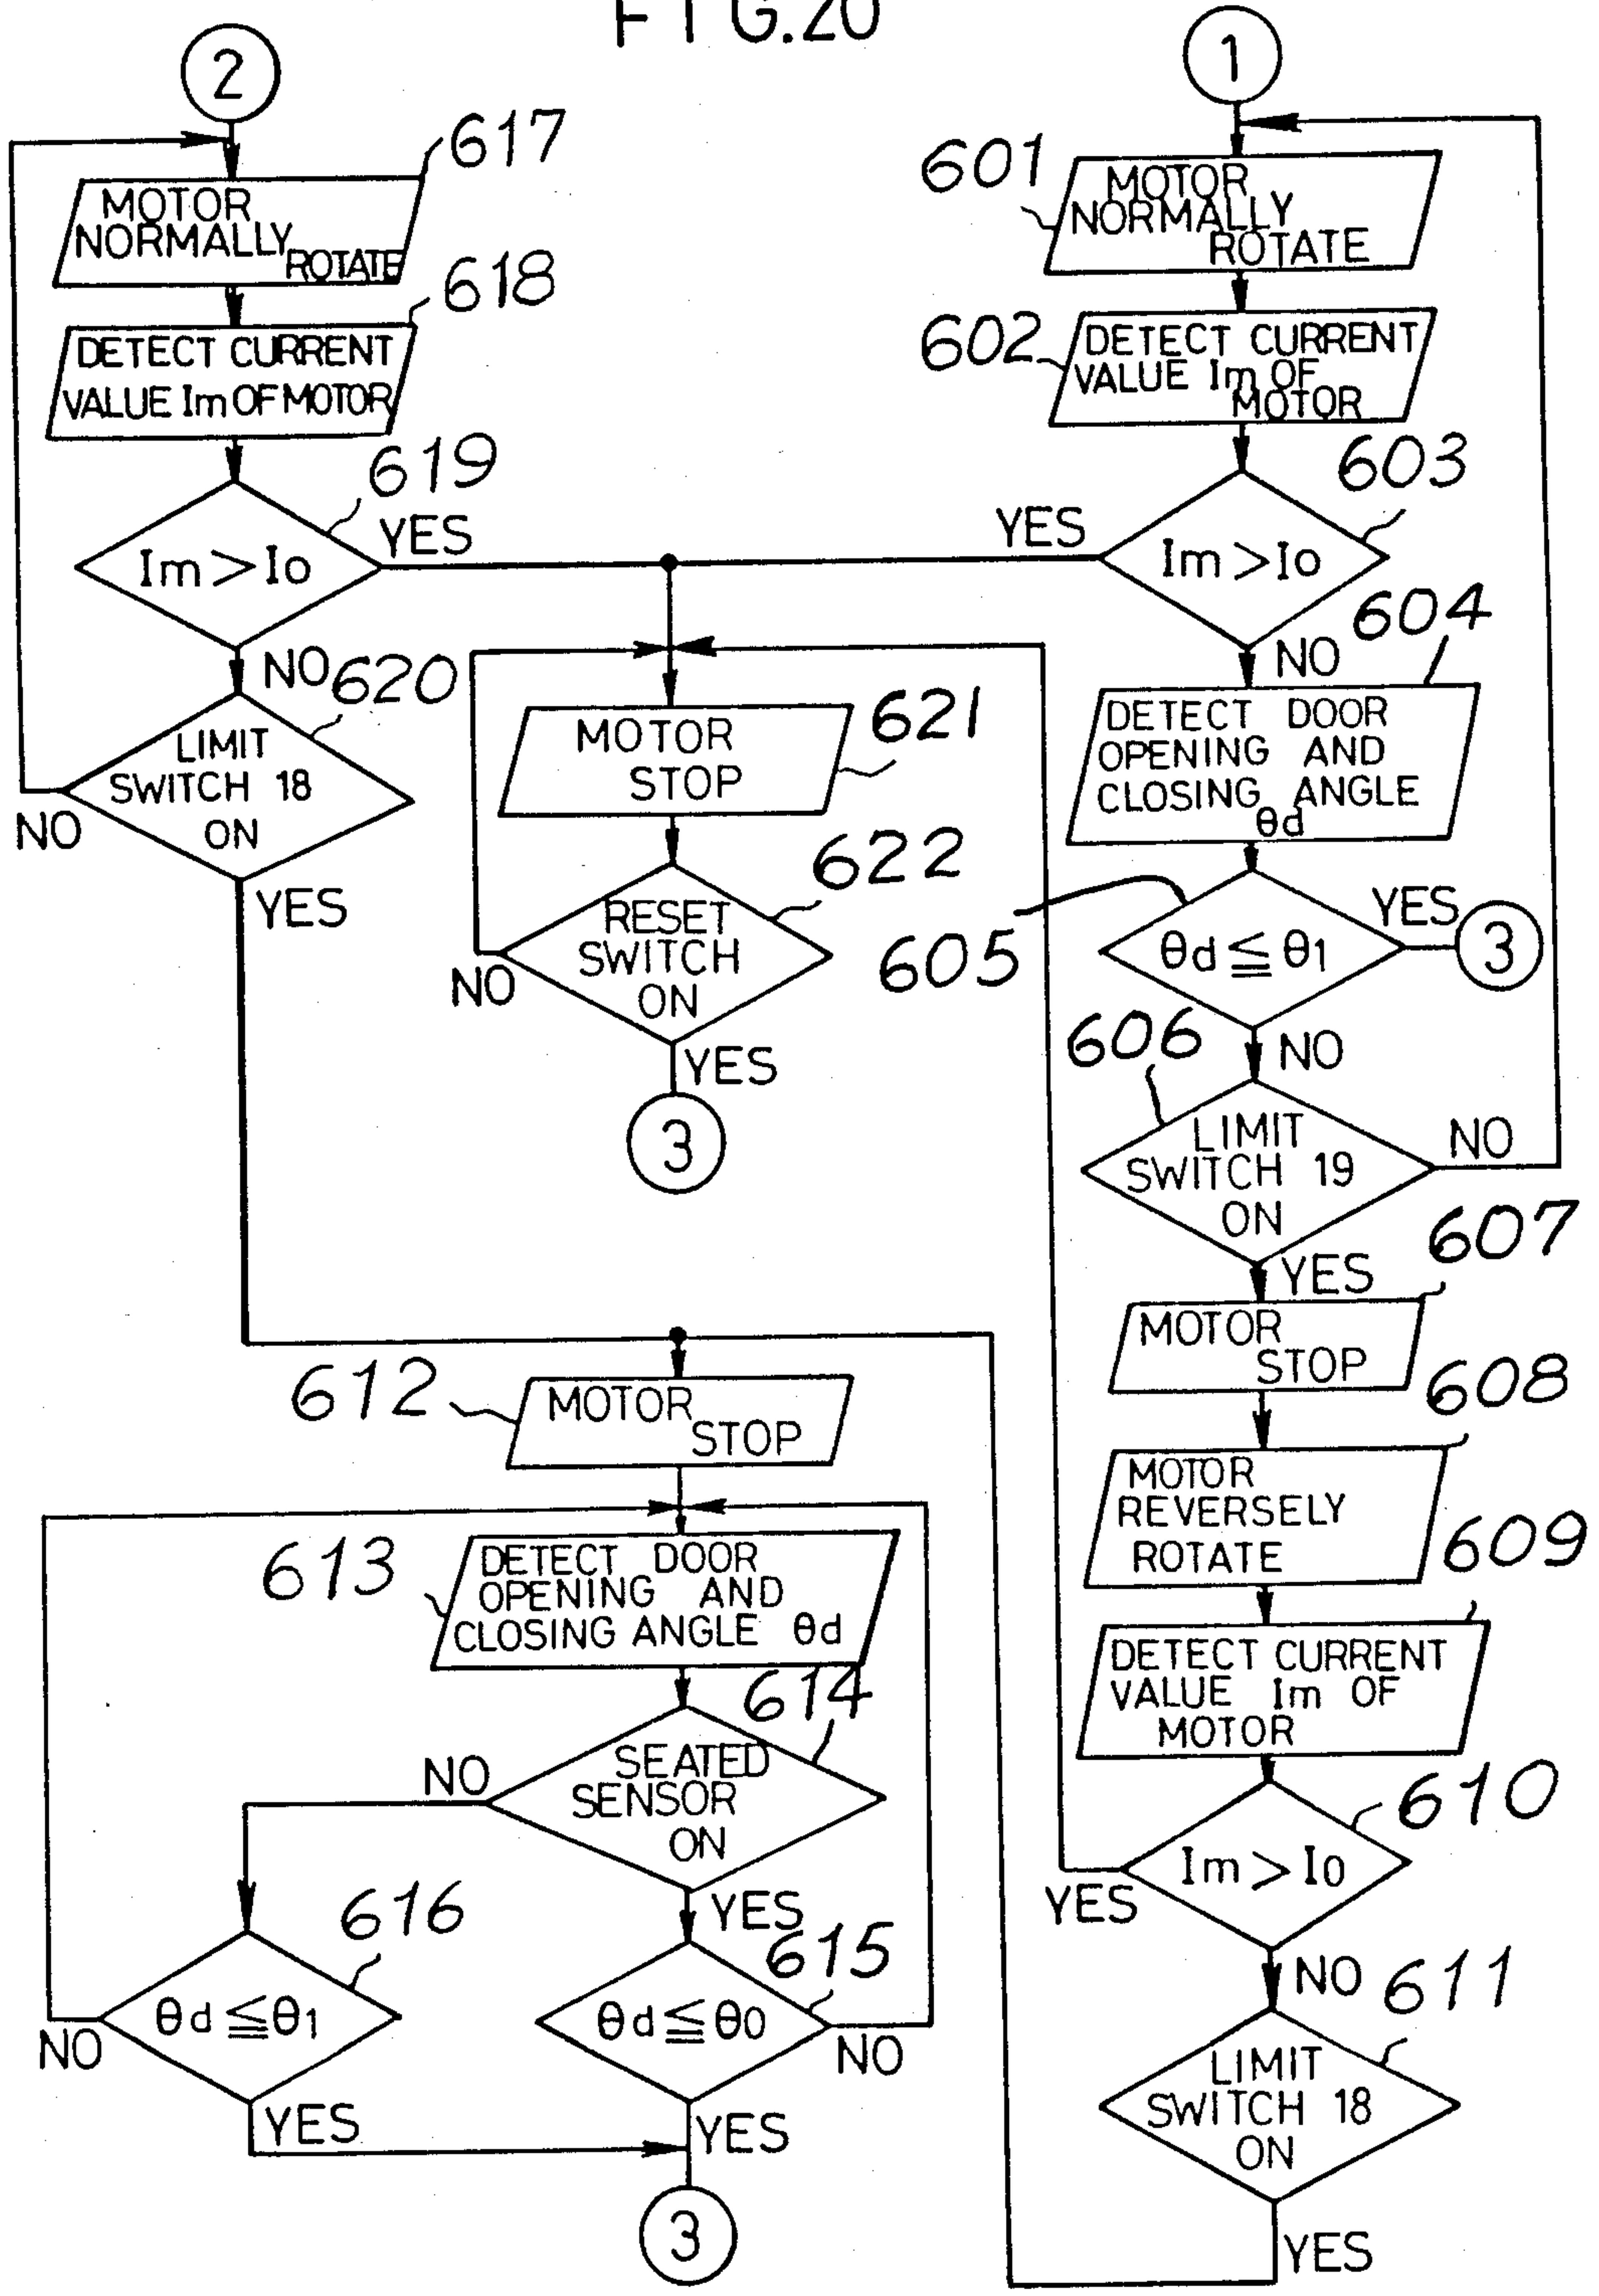 FIG.20
2
617
MOTOR
NORMALLY
ROTATE
618
DETECT CURRENT
VALUE Im OF MOTOR
619
Im > Io
YES
NO
620
LIMIT
SWITCH 18
ON
NO
YES
621
MOTOR
STOP
622
RESET
SWITCH
ON
NO
YES
3
1
601
MOTOR
NORMALLY
ROTATE
602
DETECT CURRENT
VALUE Im OF
MOTOR
603
YES
Im > Io
NO
604
DETECT DOOR
OPENING AND
CLOSING ANGLE
θd
605
θd ≦ θ1
YES
3
NO
606
LIMIT
SWITCH 19
ON
NO
YES
607
MOTOR
STOP
608
MOTOR
REVERSELY
ROTATE
609
DETECT CURRENT
VALUE Im OF
MOTOR
610
Im > Io
YES
NO
611
LIMIT
SWITCH 18
ON
YES
612
MOTOR
STOP
613
DETECT DOOR
OPENING AND
CLOSING ANGLE θd
614
SEATED
SENSOR
ON
NO
YES
616
θd ≦ θ1
NO
YES
615
θd ≦ θ0
NO
YES
3